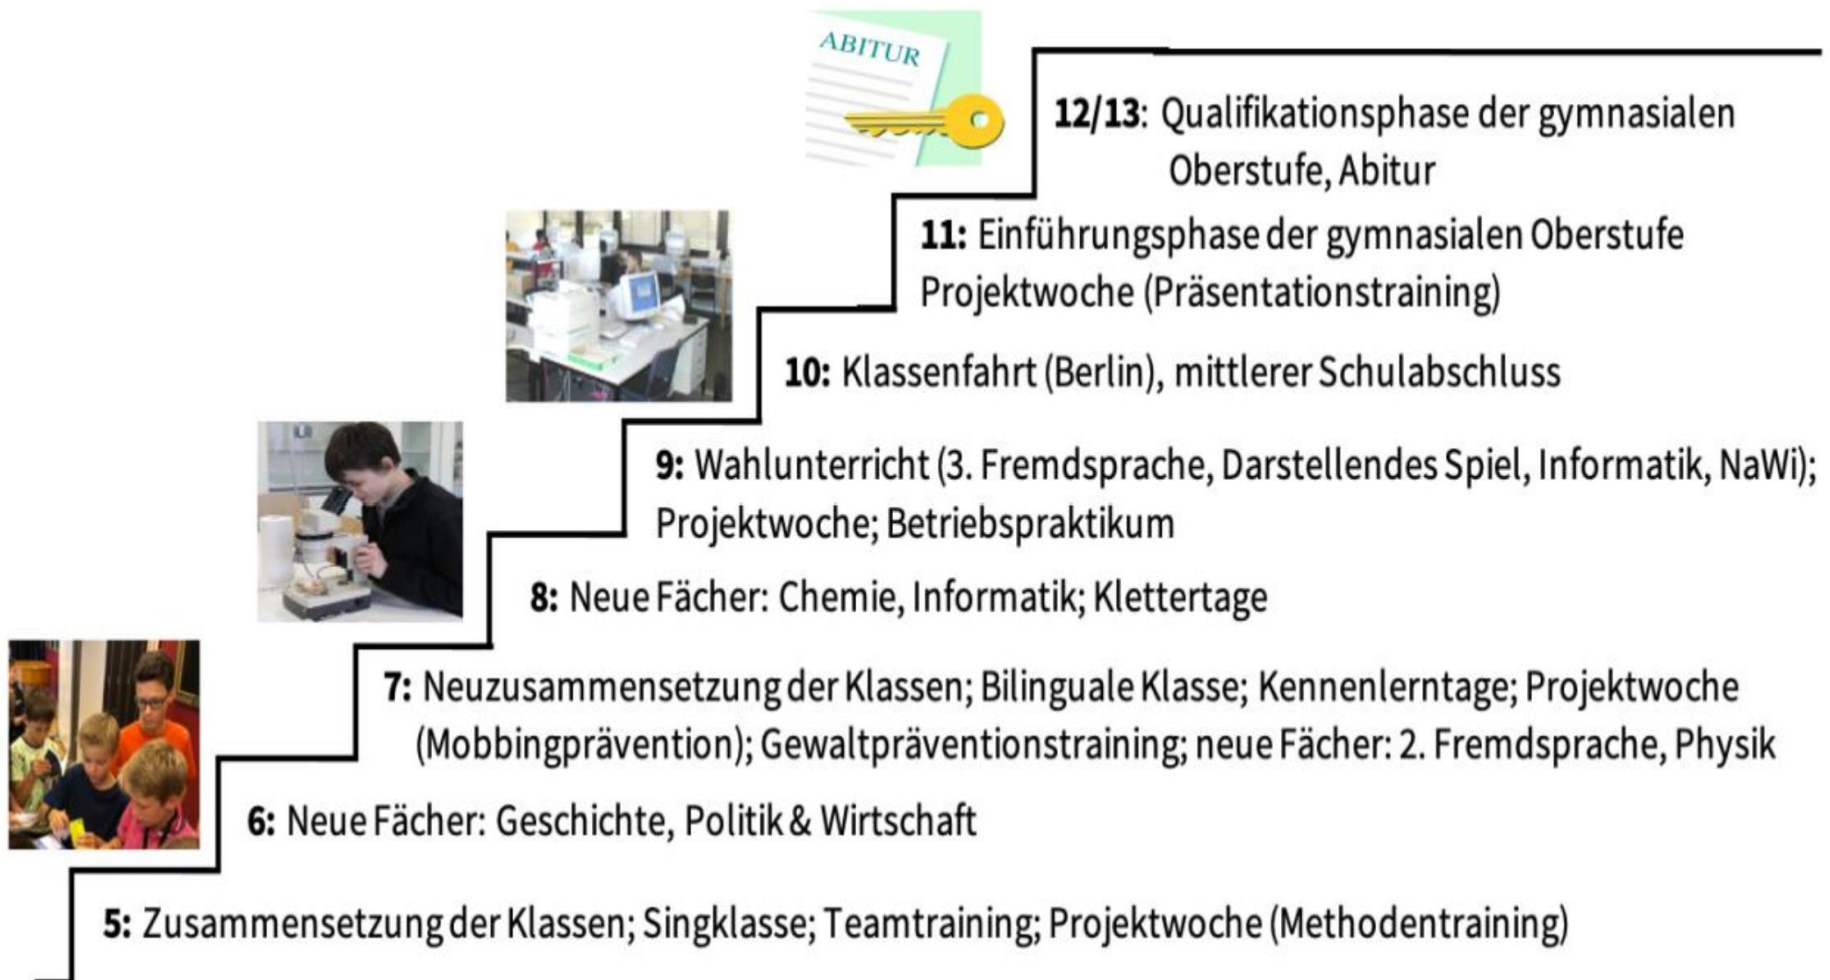 ABITUR
12/13: Qualifikationsphase der gymnasialen
Oberstufe, Abitur
11: Einführungsphase der gymnasialen Oberstufe
Projektwoche (Präsentationstraining)
10: Klassenfahrt (Berlin), mittlerer Schulabschluss
9: Wahlunterricht (3. Fremdsprache, Darstellendes Spiel, Informatik, NaWi);
Projektwoche; Betriebspraktikum
8: Neue Fächer: Chemie, Informatik; Klettertage
7: Neuzusammensetzung der Klassen; Bilinguale Klasse; Kennenlerntage; Projektwoche
(Mobbingprävention); Gewaltpräventionstraining; neue Fächer: 2. Fremdsprache, Physik
6: Neue Fächer: Geschichte, Politik & Wirtschaft
5: Zusammensetzung der Klassen; Singklasse; Teamtraining; Projektwoche (Methodentraining)